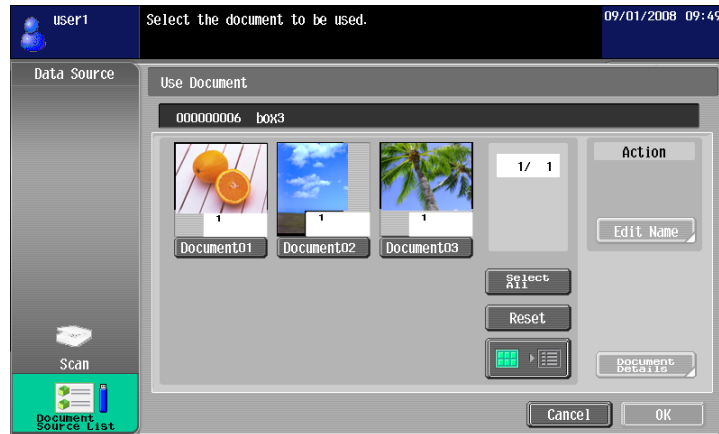 user1
Select the document to be used.
09/01/2008 09:49
Data Source
Use Document
000000006 box3
1 1 1
Document01 Document02 Document03
1/ 1
Action
Edit Name
Select
All
Reset
Scan
Document
Details
Document
Source List
Cancel OK